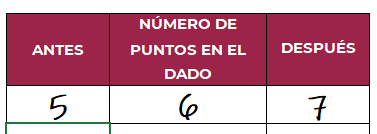 ANTES
NÚMERO DE
PUNTOS EN EL
DADO
DESPUÉS
5 6 7